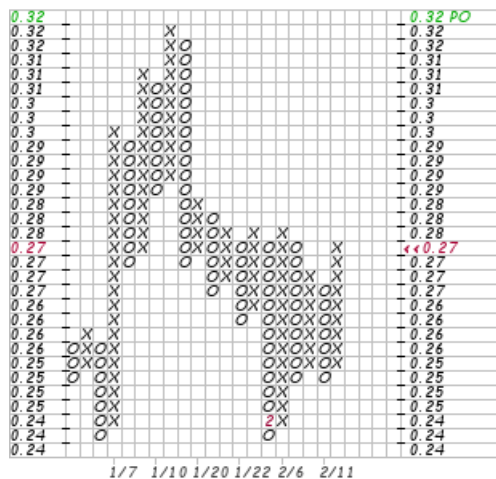 0.32 0.32 PO
0.32 X 0.32
0.32 X O 0.32
0.31 X O 0.31
0.31 X X O 0.31
0.31 X O X O 0.31
0.3 X O X O 0.3
0.3 X O X O 0.3
0.3 X X O X O 0.3
0.29 X O X O X O 0.29
0.29 X O X O X O 0.29
0.29 X O X O X O 0.29
0.29 X O X O O 0.29
0.28 X O X O X 0.28
0.28 X O X O X O 0.28
0.28 X O X O X O X X X 0.28
0.27 X O X O X O X O X O X O X <<0.27
0.27 X O O O X O X O X O X 0.27
0.27 X O X O X O X O X X 0.27
0.27 X O O X O X O X O X 0.27
0.26 X O X O X O X O X 0.26
0.26 X O O X O X O X 0.26
0.26 X X O X O X O X 0.26
0.26 O X O X O X O X O X 0.26
0.25 O X O X O X O X O X 0.25
0.25 O O X O X O O 0.25
0.25 O X O X 0.25
0.25 O X O X 0.25
0.24 O X 2 X 0.24
0.24 O O 0.24
0.24 0.24
1/7 1/10 1/20 1/22 2/6 2/11